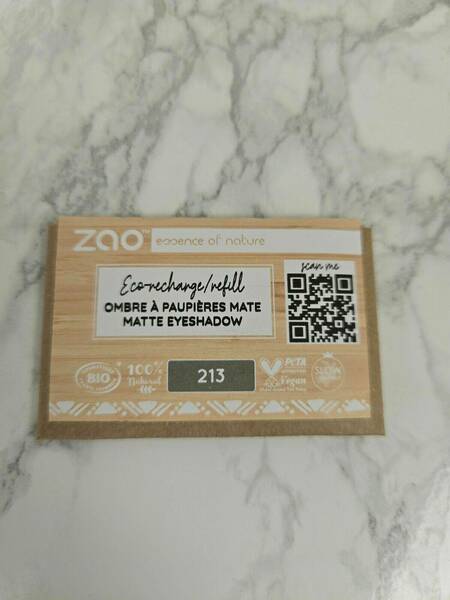 zao™ essence of nature
scan me
Eco-recharge/refill
OMBRE À PAUPIÈRES MATE
MATTE EYESHADOW
BIO
100%
Natural
213
PETA
Vegan
SLOW